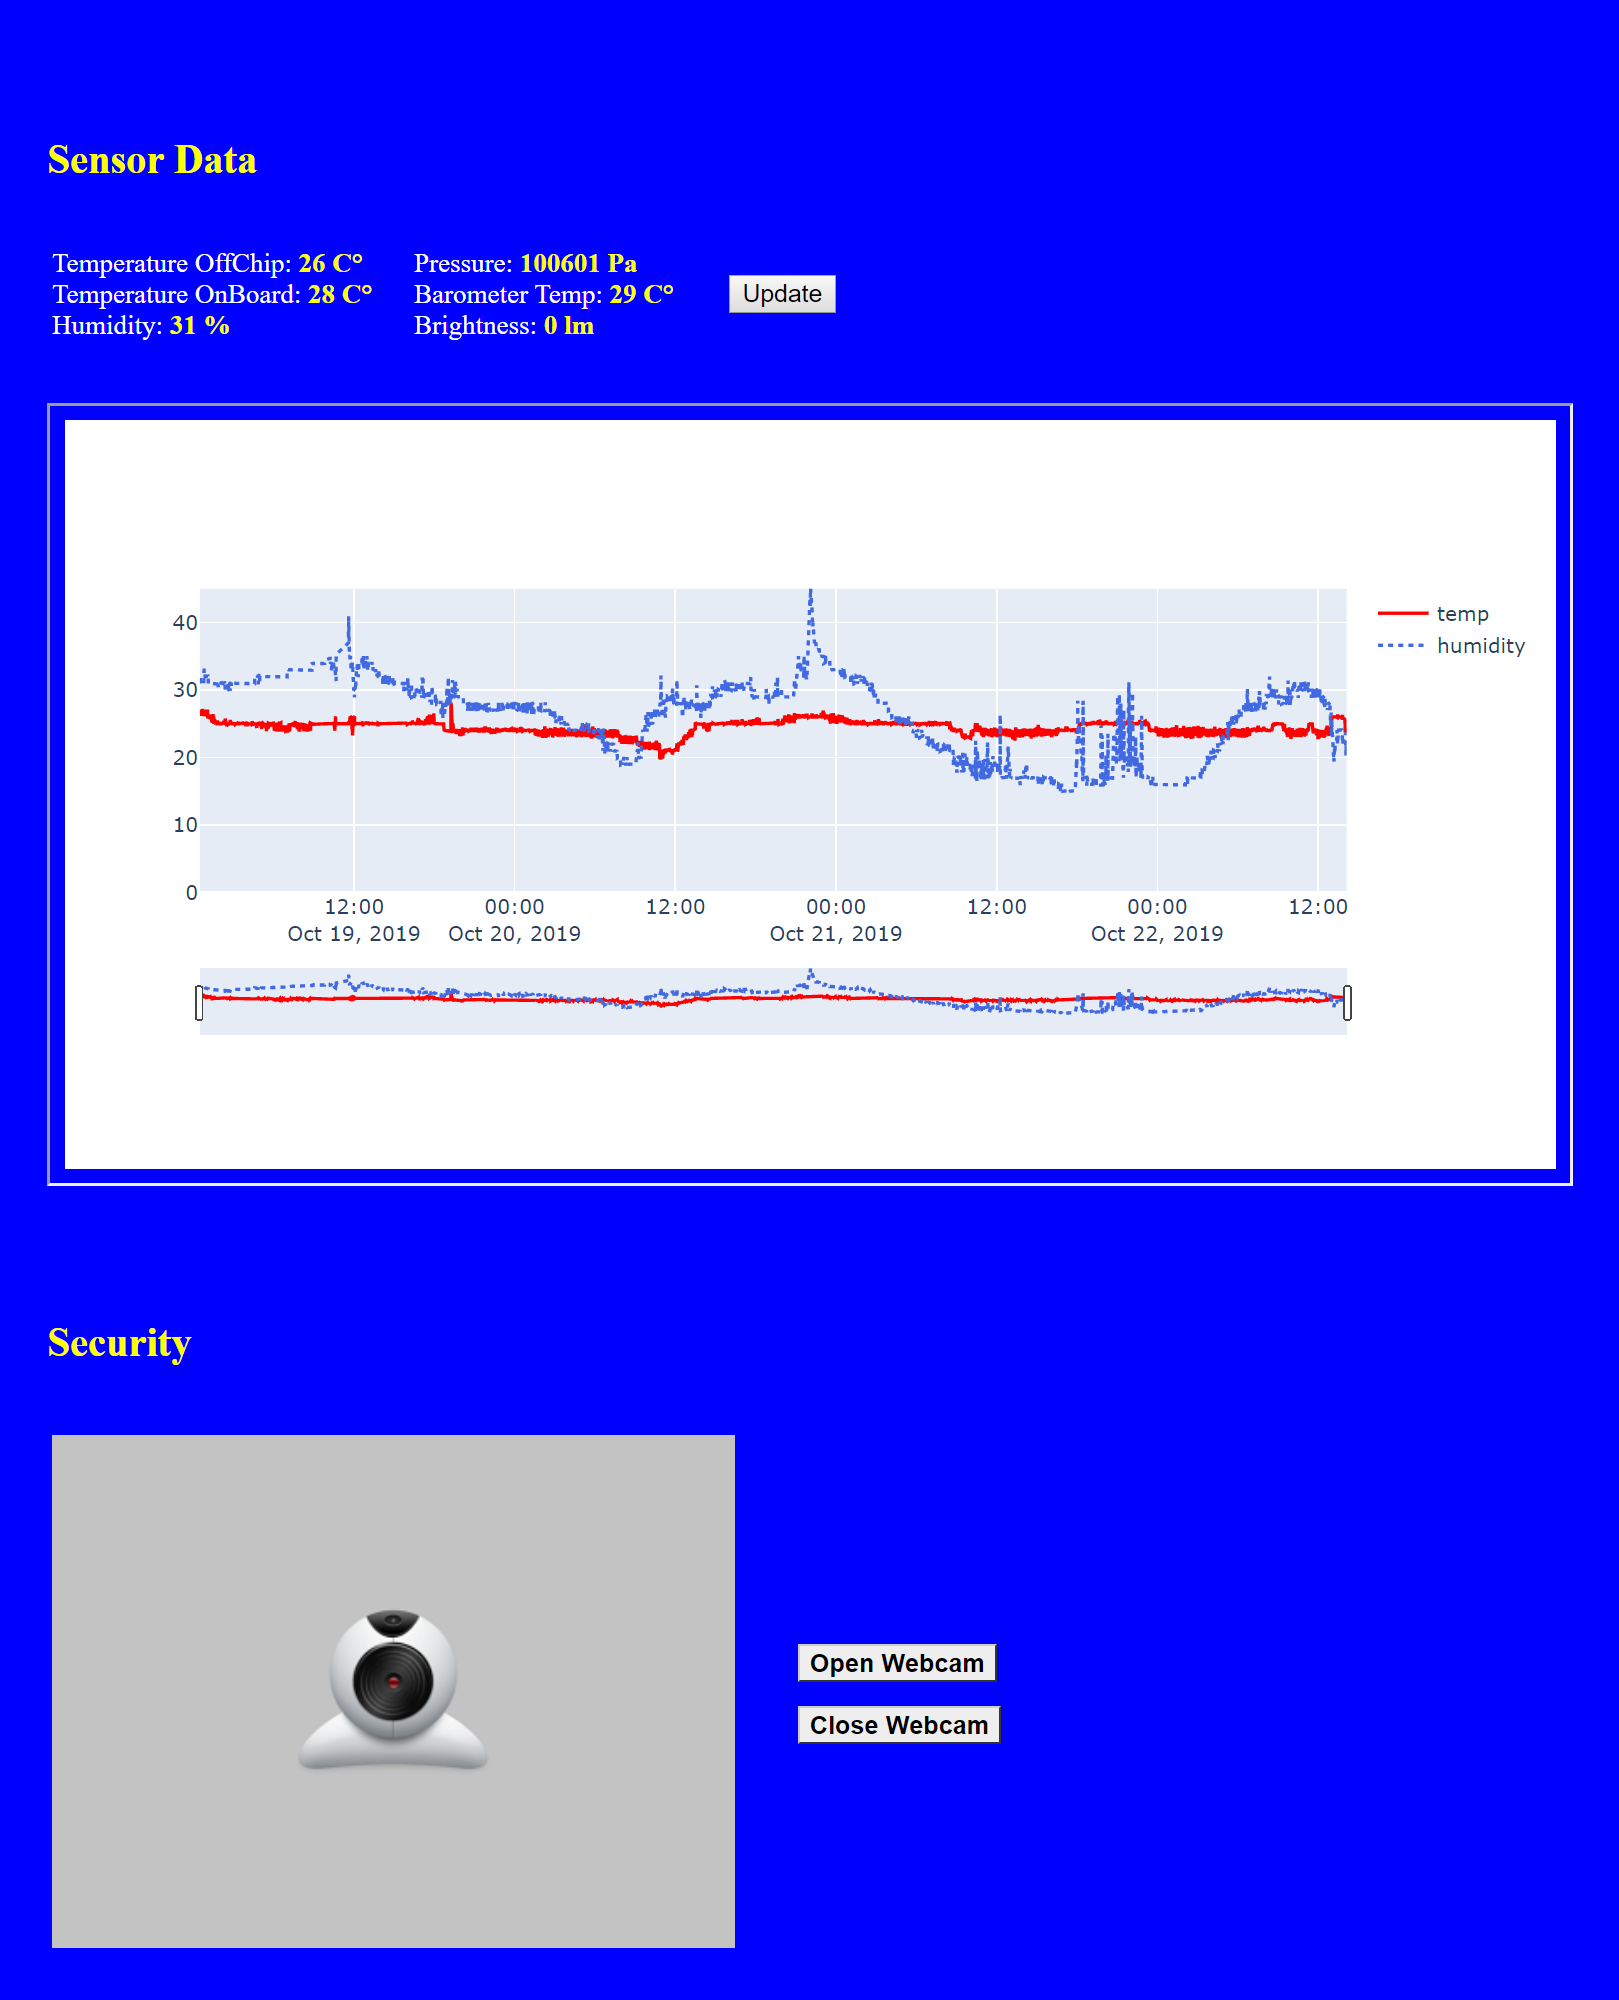 Sensor Data
Temperature OffChip: 26 C°
Temperature OnBoard: 28 C°
Humidity: 31 %
Pressure: 100601 Pa
Barometer Temp: 29 C°
Brightness: 0 lm
Update
40
30
20
10
0
12:00
Oct 19, 2019
00:00
Oct 20, 2019
12:00
00:00
Oct 21, 2019
12:00
00:00
Oct 22, 2019
12:00
temp
humidity
Security
Open Webcam
Close Webcam